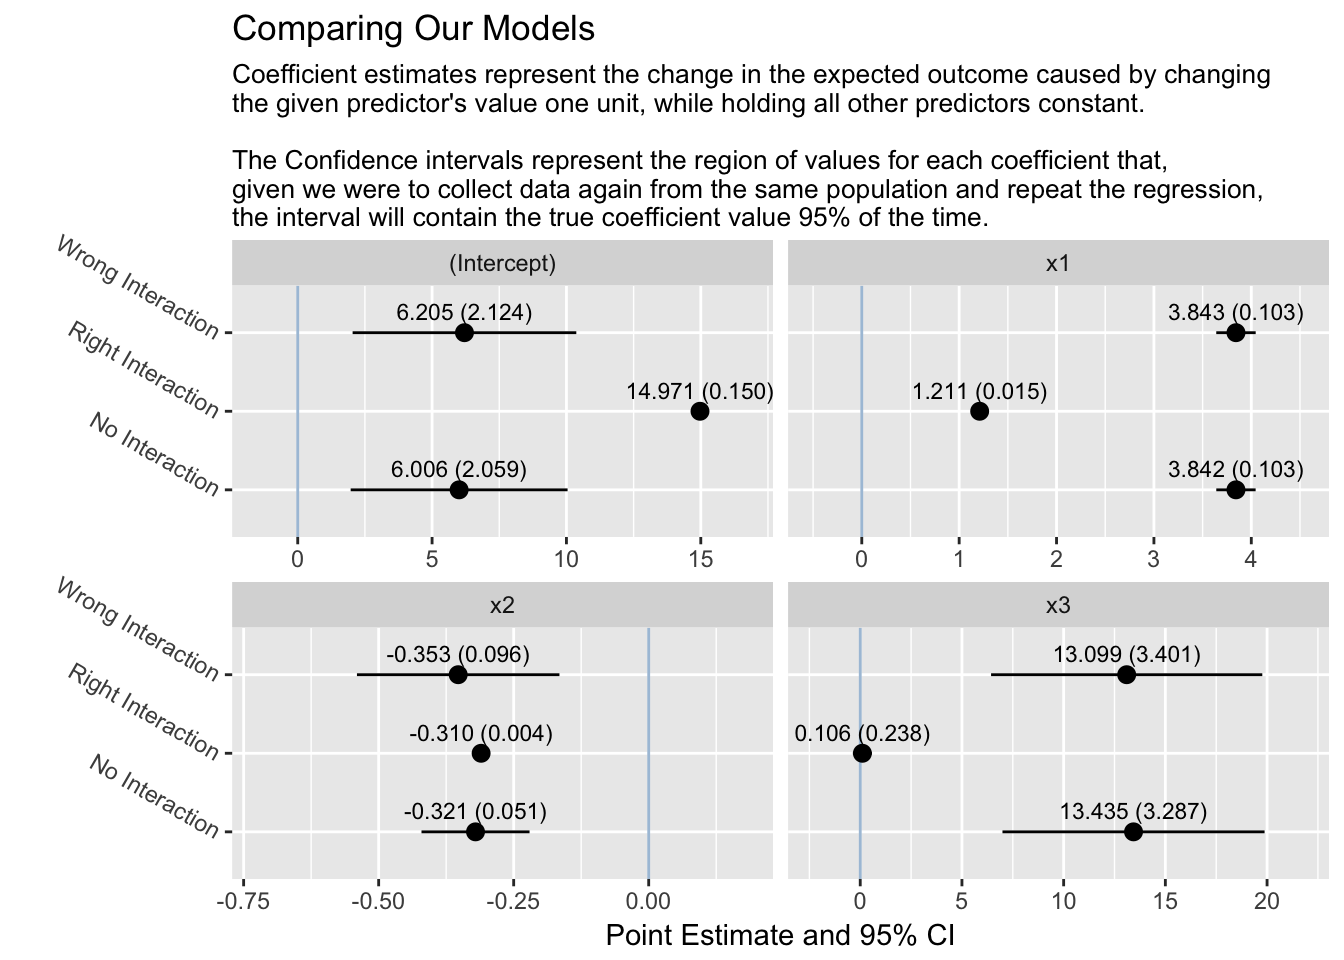 Comparing Our Models
Coefficient estimates represent the change in the expected outcome caused by changing
the given predictor's value one unit, while holding all other predictors constant.
The Confidence intervals represent the region of values for each coefficient that,
given we were to collect data again from the same population and repeat the regression,
the interval will contain the true coefficient value 95% of the time.
(Intercept)
Wrong Interaction
Right Interaction
No Interaction
6.205 (2.124)
14.971 (0.150)
6.006 (2.059)
0 5 10 15
x1
3.843 (0.103)
1.211 (0.015)
3.842 (0.103)
0 1 2 3 4
x2
Wrong Interaction
Right Interaction
No Interaction
-0.353 (0.096)
-0.310 (0.004)
-0.321 (0.051)
-0.75 -0.50 -0.25 0.00
x3
13.099 (3.401)
0.106 (0.238)
13.435 (3.287)
0 5 10 15 20
Point Estimate and 95% CI